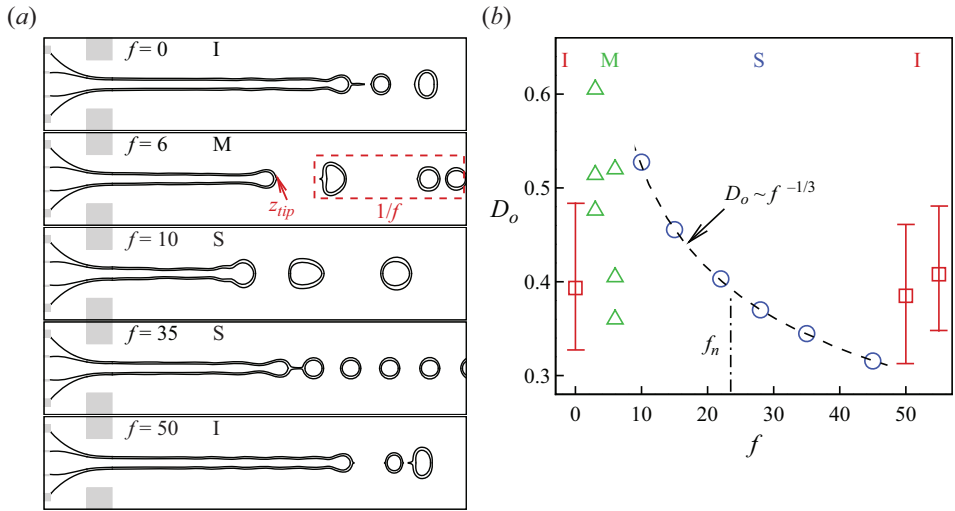 (a)
f = 0 I
f = 6 M
z_tip
1/f
f = 10 S
f = 35 S
f = 50 I
(b)
I M S I
0.6
0.5
D_o
0.4
0.3
D_o ~ f^{-1/3}
f_n
0 10 20 30 40 50
f